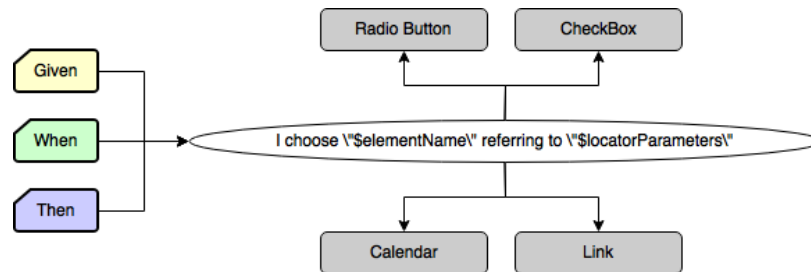 Radio Button
CheckBox
Given
When
I choose \"$elementName\" referring to \"$locatorParameters\"
Then
Calendar
Link